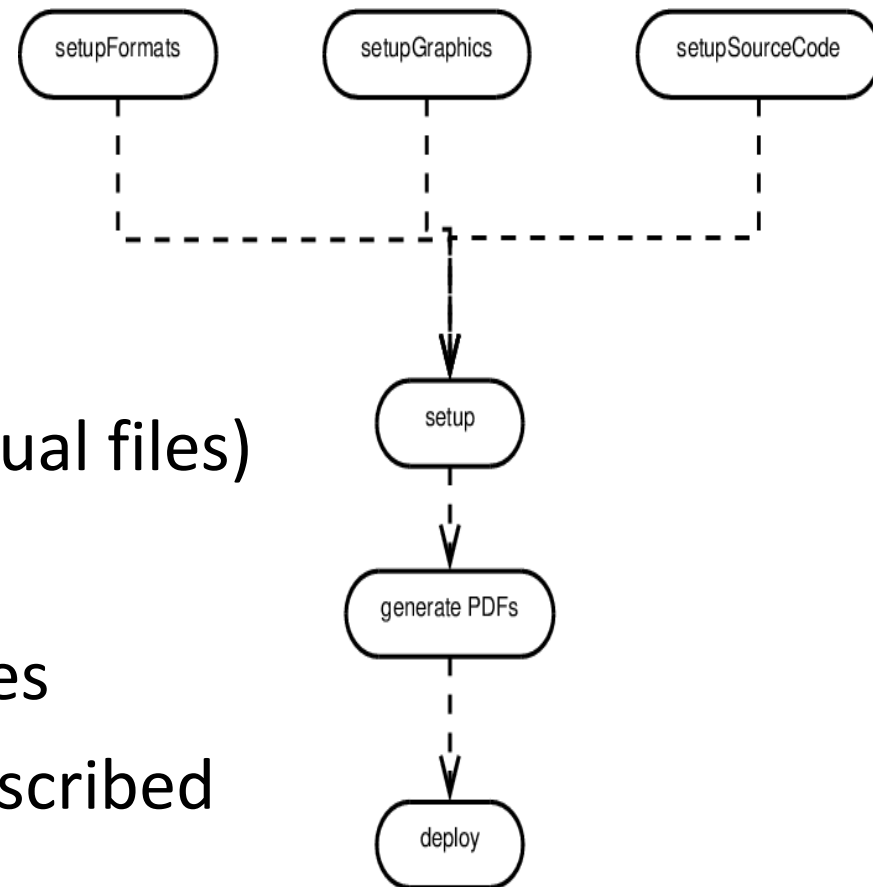 setupFormats setupGraphics setupSourceCode
setup
ual files)
generate PDFs
es
scribed
deploy